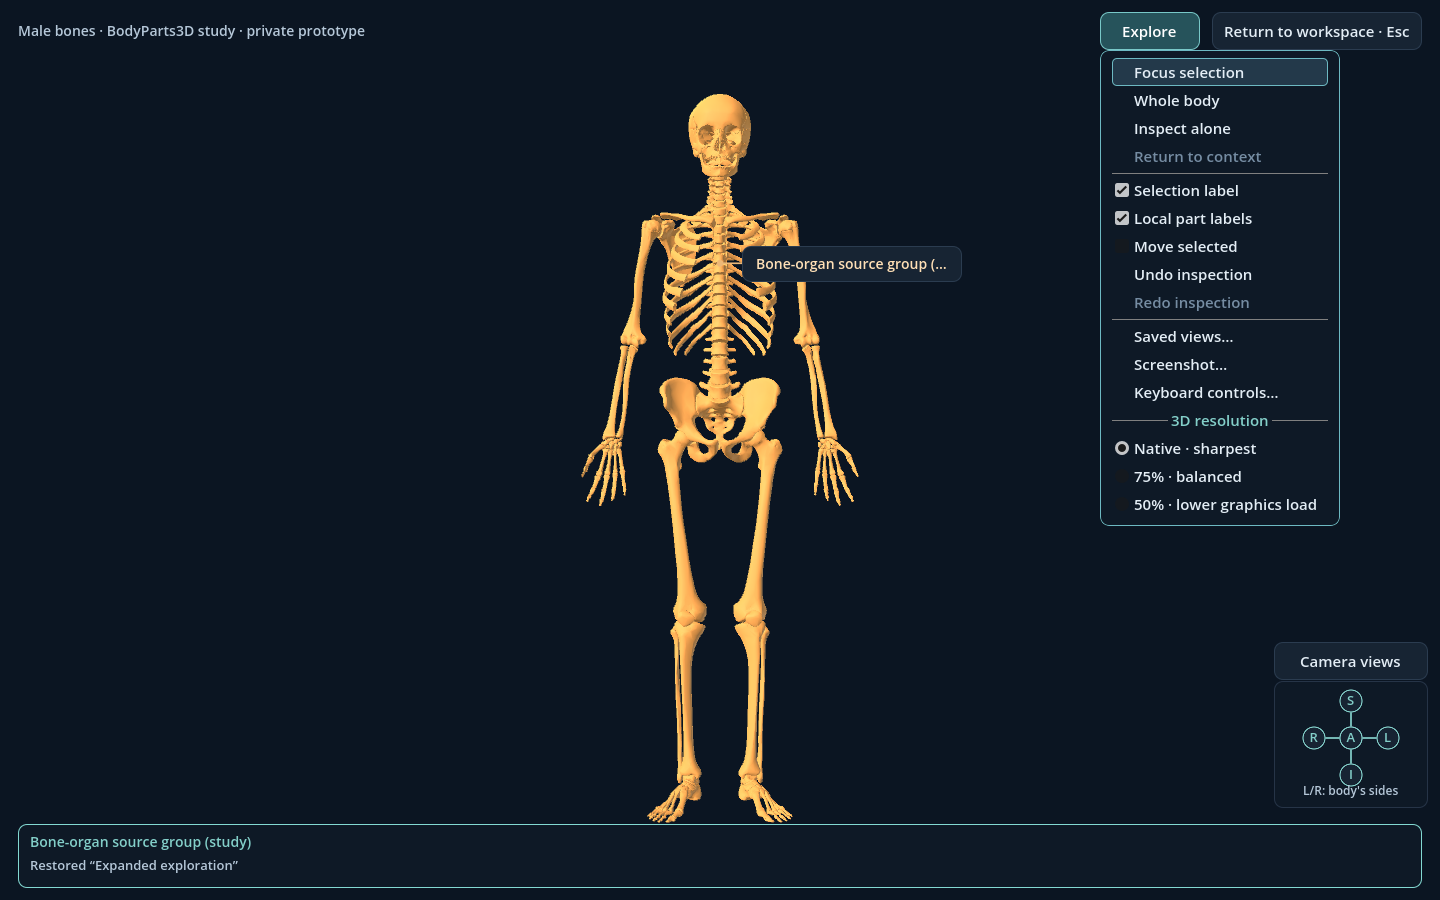 Male bones · BodyParts3D study · private prototype
Explore
Return to workspace · Esc
Focus selection
Whole body
Inspect alone
Return to context
Selection label
Local part labels
Move selected
Undo inspection
Redo inspection
Saved views...
Screenshot...
Keyboard controls...
3D resolution
Native · sharpest
75% · balanced
50% · lower graphics load
Bone-organ source group (...
Camera views
S
R A L
I
L/R: body's sides
Bone-organ source group (study)
Restored “Expanded exploration”